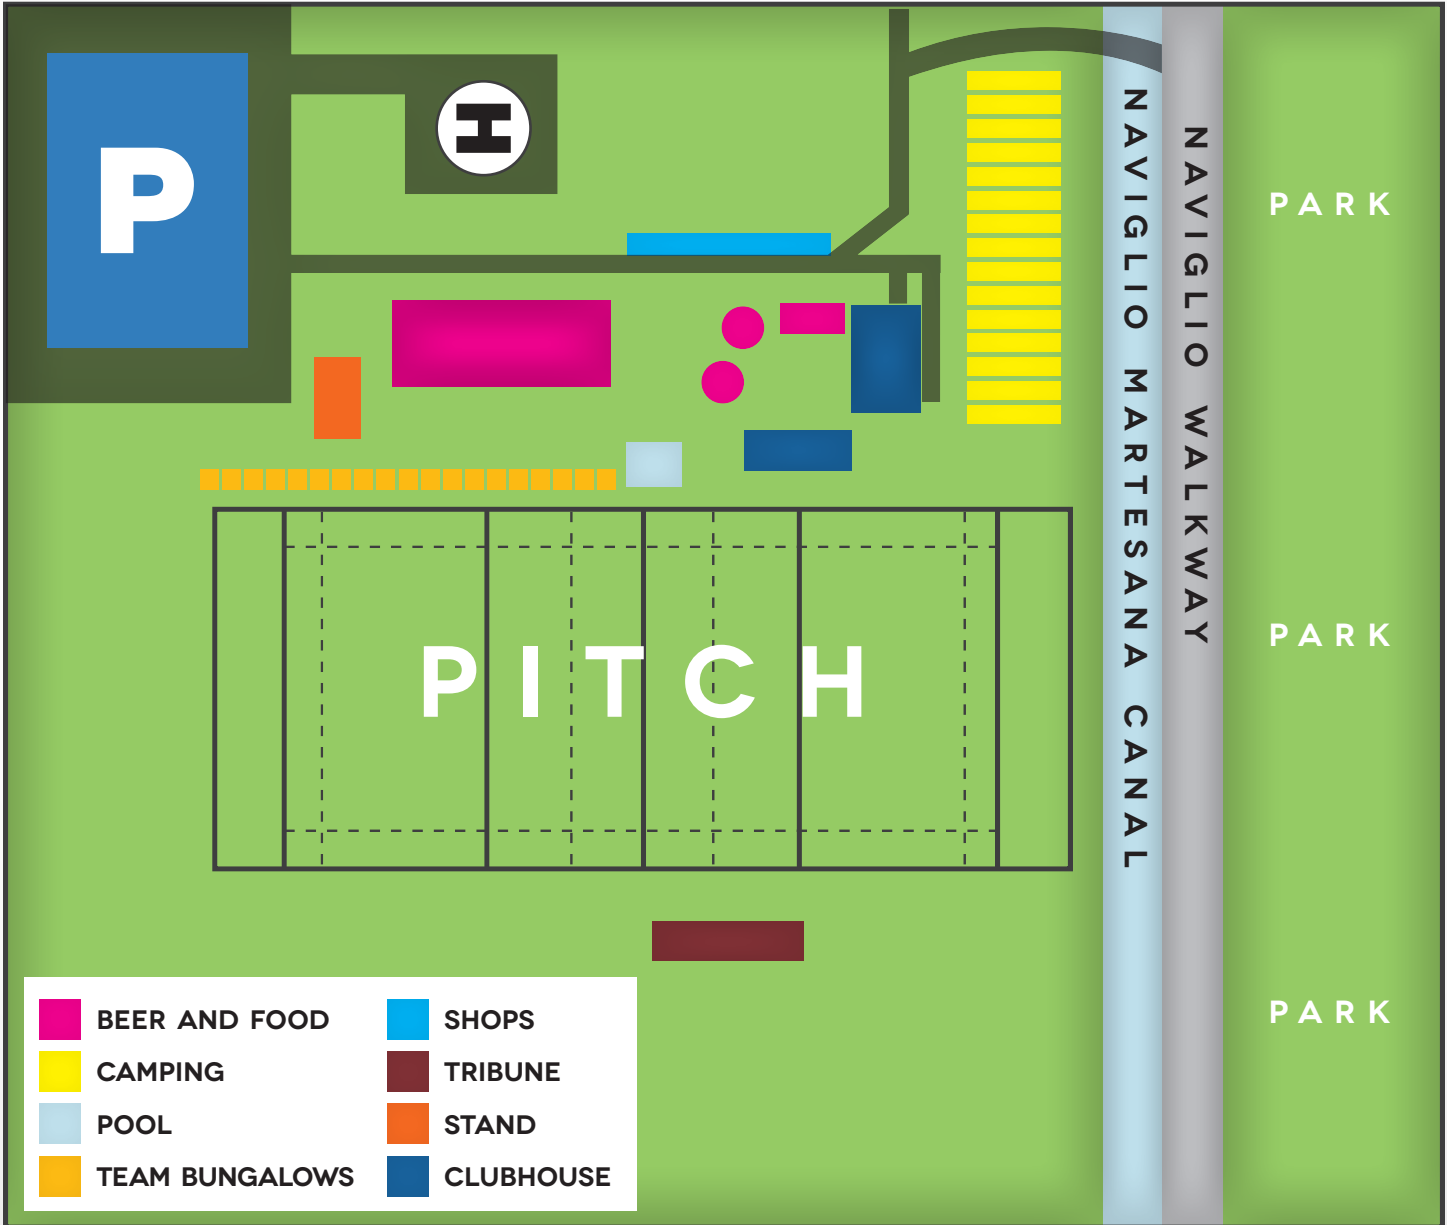 P
H
PARK
NAVIGLIO MARTESANA CANAL
NAVIGLIO WALKWAY
PARK
PITCH
PARK
BEER AND FOOD
CAMPING
POOL
TEAM BUNGALOWS
SHOPS
TRIBUNE
STAND
CLUBHOUSE